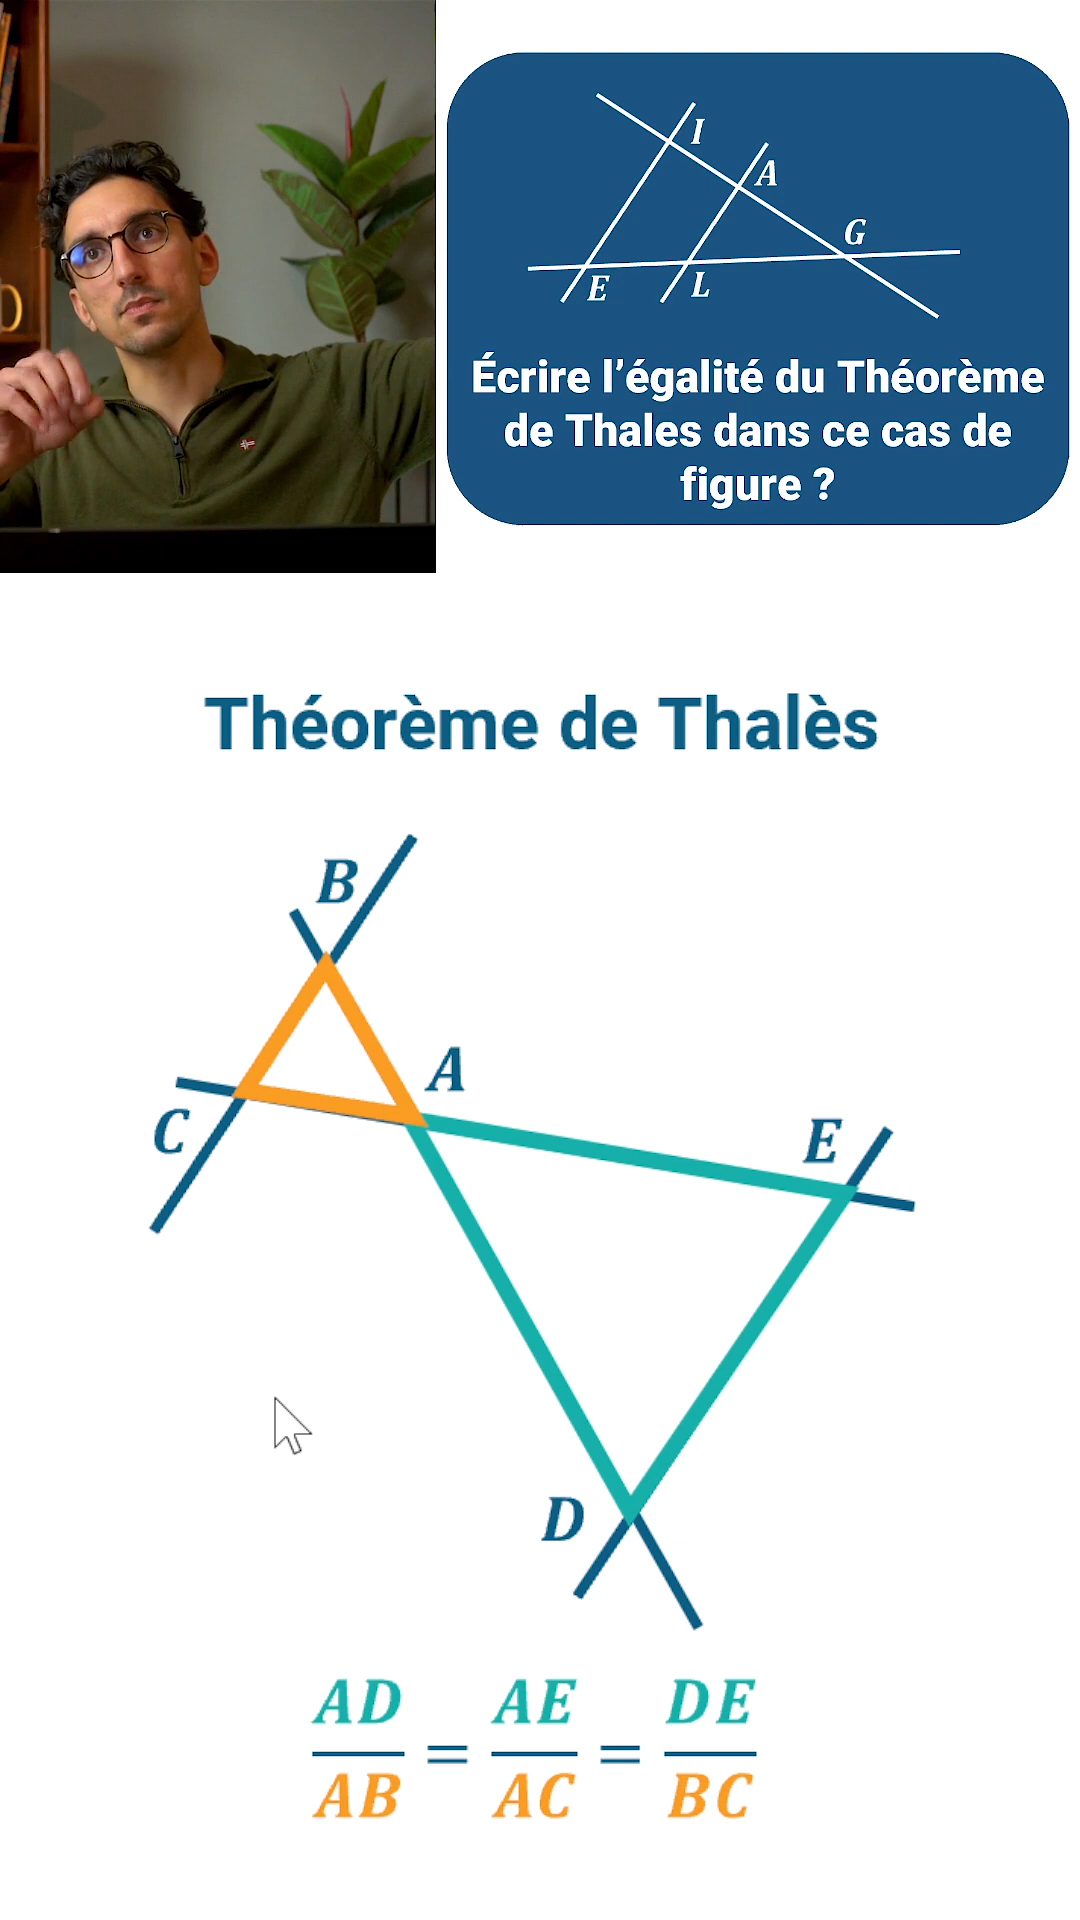 I
A
G
E
L
Écrire l'égalité du Théorème
de Thales dans ce cas de
figure ?
Théorème de Thalès
B
A
C
E
D
AD/AB = AE/AC = DE/BC